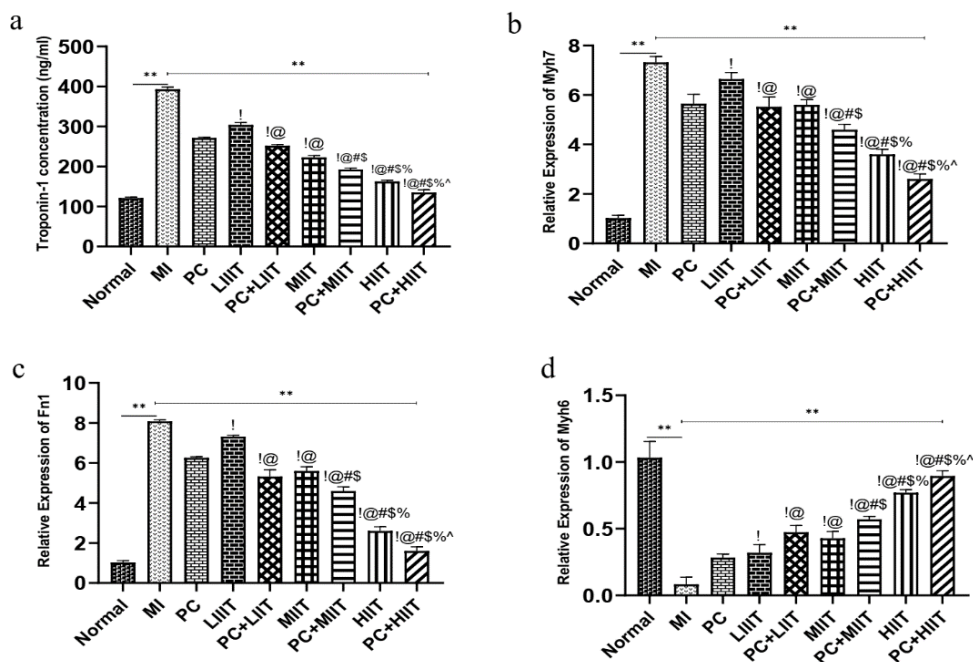 a
Troponin-1 concentration (ng/ml)
500
400
300
200
100
0
**
**
!
!@
!@
!@#$
!@#$%
!@#$%^
Normal
MI
PC
LIIIT
PC+LIIT
MIIT
PC+MIIT
HIIT
PC+HIIT
b
Relative Expression of Myh7
8
6
4
2
0
**
**
!
!@
!@
!@#$
!@#$%
!@#$%^
Normal
MI
PC
LIIIT
PC+LIIT
MIIT
PC+MIIT
HIIT
PC+HIIT
c
Relative Expression of Fn1
10
8
6
4
2
0
**
**
!
!@
!@
!@#$
!@#$%
!@#$%^
Normal
MI
PC
LIIIT
PC+LIIT
MIIT
PC+MIIT
HIIT
PC+HIIT
d
Relative Expression of Myh6
1.5
1.0
0.5
0.0
**
**
!
!@
!@
!@#$
!@#$%
!@#$%^
Normal
MI
PC
LIIIT
PC+LIIT
MIIT
PC+MIIT
HIIT
PC+HIIT